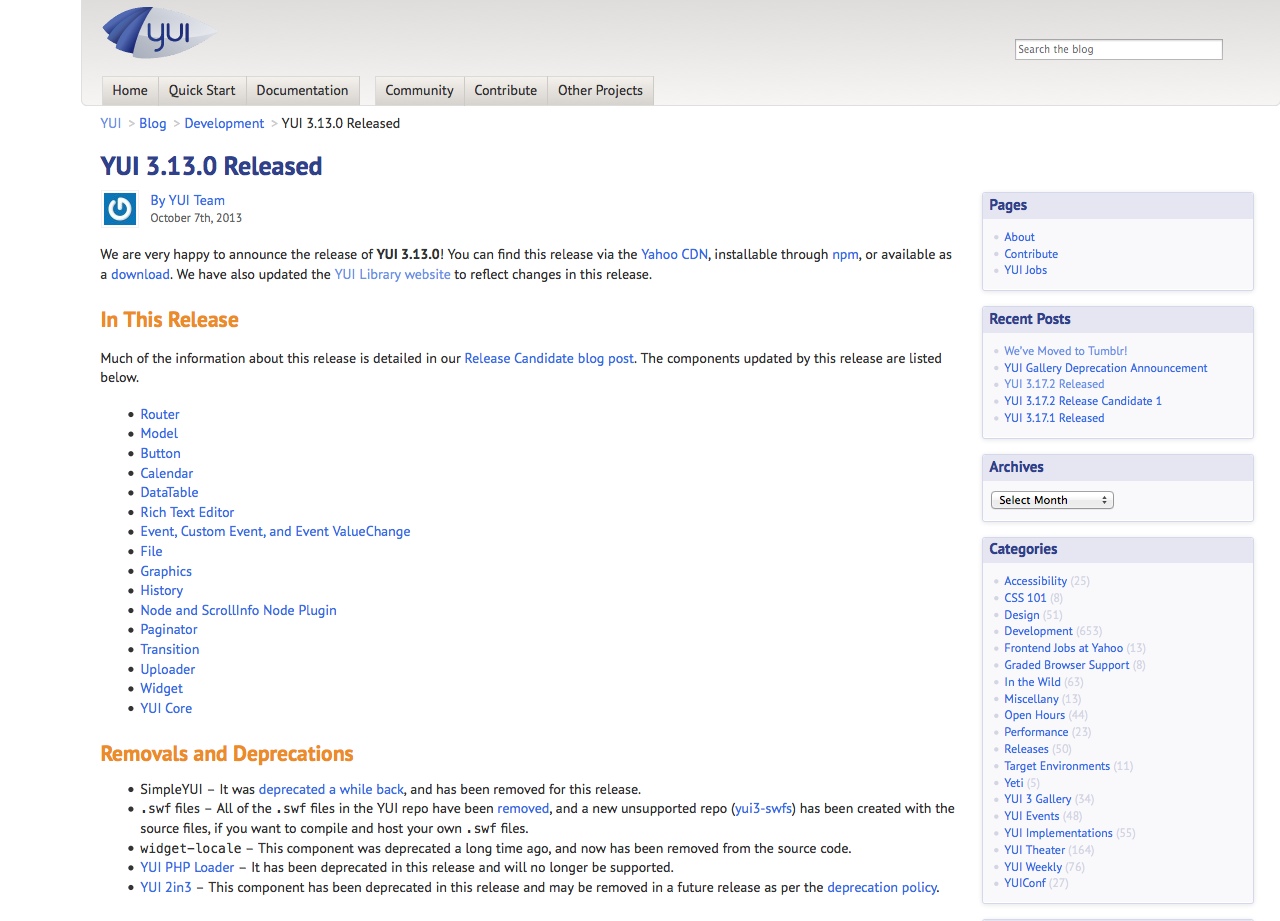 YUI
Search the blog
Home Quick Start Documentation Community Contribute Other Projects
YUI > Blog > Development > YUI 3.13.0 Released
YUI 3.13.0 Released
By YUI Team
October 7th, 2013
We are very happy to announce the release of YUI 3.13.0! You can find this release via the Yahoo CDN, installable through npm, or available as
a download. We have also updated the YUI Library website to reflect changes in this release.
In This Release
Much of the information about this release is detailed in our Release Candidate blog post. The components updated by this release are listed
below.
• Router
• Model
• Button
• Calendar
• DataTable
• Rich Text Editor
• Event, Custom Event, and Event ValueChange
• File
• Graphics
• History
• Node and ScrollInfo Node Plugin
• Paginator
• Transition
• Uploader
• Widget
• YUI Core
Removals and Deprecations
• SimpleYUI – It was deprecated a while back, and has been removed for this release.
• .swf files – All of the .swf files in the YUI repo have been removed, and a new unsupported repo (yui3-swfs) has been created with the
source files, if you want to compile and host your own .swf files.
• widget-locale – This component was deprecated a long time ago, and now has been removed from the source code.
• YUI PHP Loader – It has been deprecated in this release and will no longer be supported.
• YUI 2in3 – This component has been deprecated in this release and may be removed in a future release as per the deprecation policy.
Pages
• About
• Contribute
• YUI Jobs
Recent Posts
• We've Moved to Tumblr!
• YUI Gallery Deprecation Announcement
• YUI 3.17.2 Released
• YUI 3.17.2 Release Candidate 1
• YUI 3.17.1 Released
Archives
Select Month
Categories
• Accessibility (25)
• CSS 101 (8)
• Design (51)
• Development (653)
• Frontend Jobs at Yahoo (13)
• Graded Browser Support (8)
• In the Wild (63)
• Miscellany (13)
• Open Hours (44)
• Performance (23)
• Releases (50)
• Target Environments (11)
• Yeti (5)
• YUI 3 Gallery (34)
• YUI Events (48)
• YUI Implementations (55)
• YUI Theater (164)
• YUI Weekly (76)
• YUIConf (27)